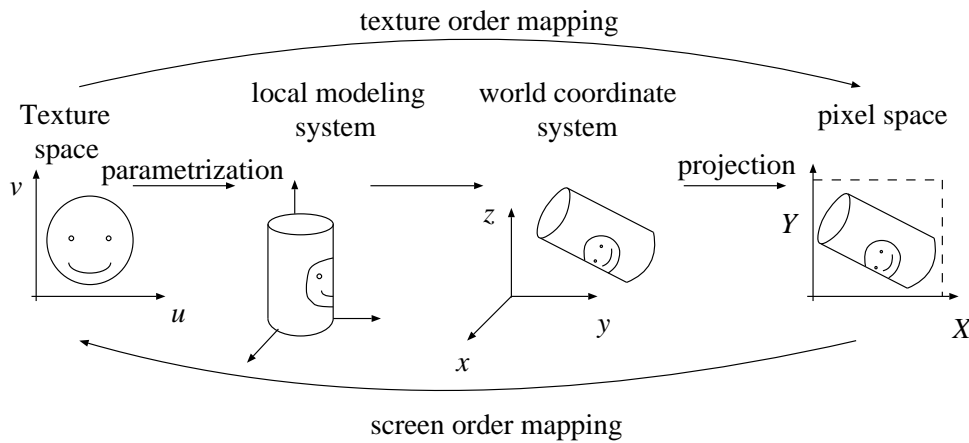 texture order mapping
local modeling
system
world coordinate
system
Texture
space
pixel space
parametrization
projection
v
u
z
y
x
Y
X
screen order mapping